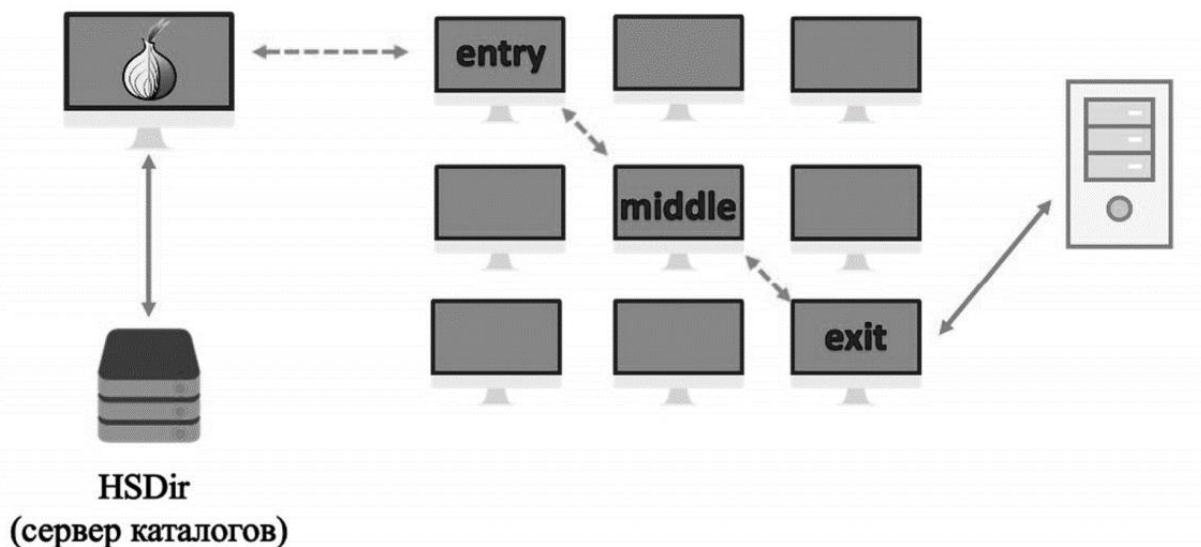 entry
middle
exit
HSDir
(сервер каталогов)